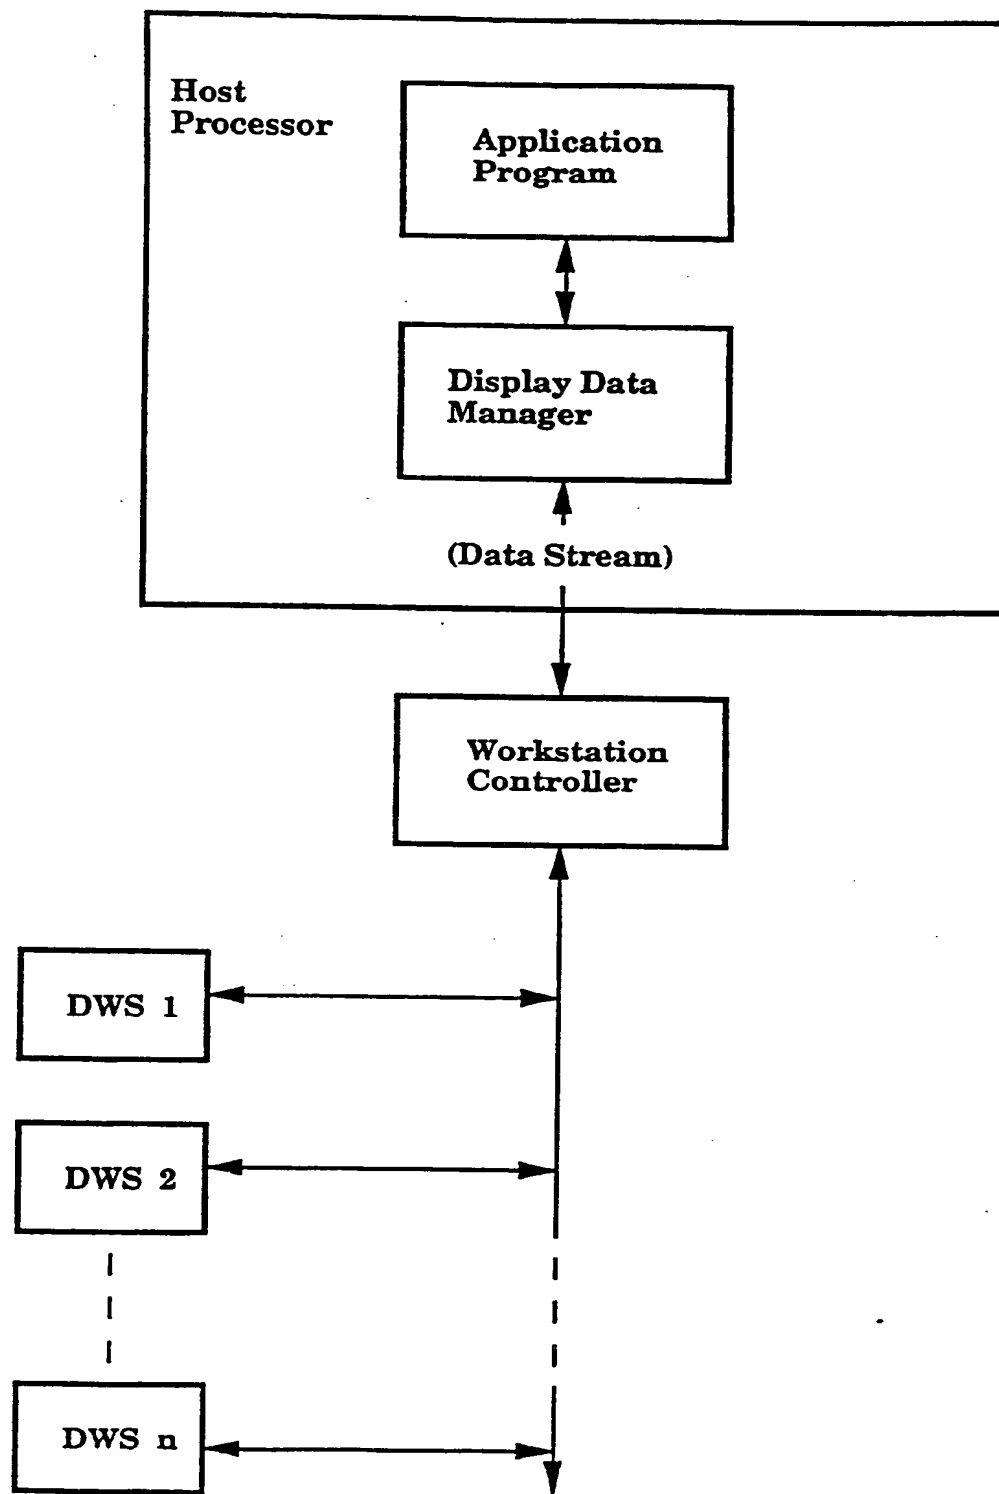 Host
Processor
Application
Program
Display Data
Manager
(Data Stream)
Workstation
Controller
DWS 1
DWS 2
DWS n